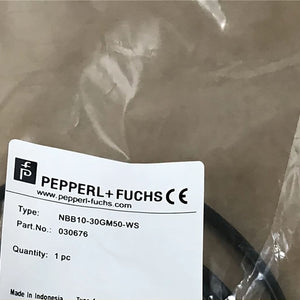 PEPPERL+FUCHS CE
www.pepperl-fuchs.com
Type: NBB10-30GM50-WS
Part.No.: 030676
Quantity: 1 pc
Made in Indonesia